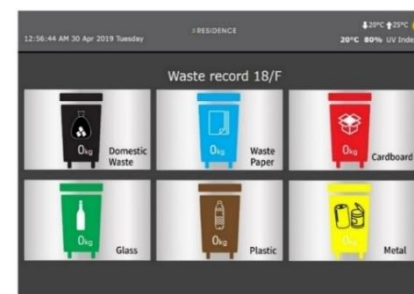 12:56:44 AM 30 Apr 2019 Tuesday
RESIDENCE
20°C 25°C
20°C 80% UV Inde
Waste record 18/F
0kg
Domestic
Waste
0kg
Waste
Paper
0kg
Cardboard
0kg
Glass
0kg
Plastic
0kg
Metal